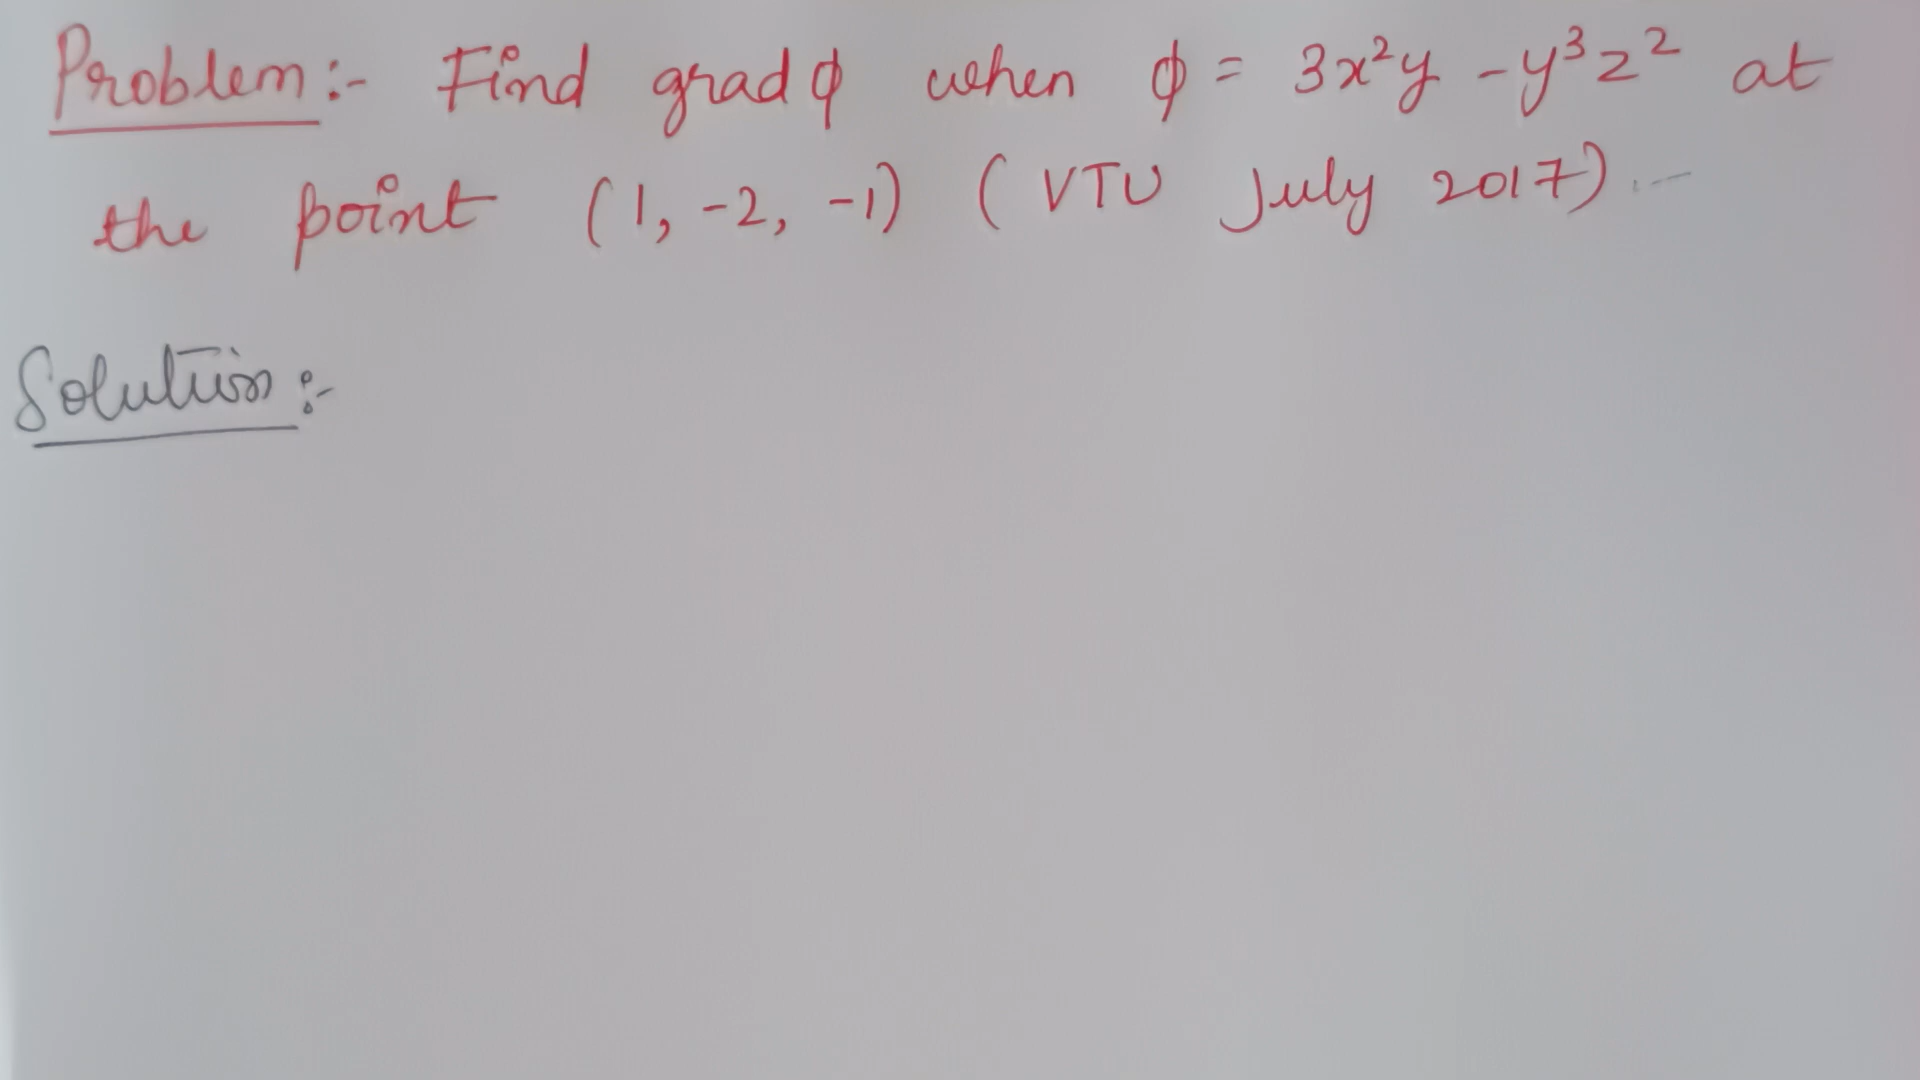 Problem:- Find grad ϕ when ϕ = 3x²y - y³z² at
the point (1, -2, -1) (VTU July 2017)...
Solution:-